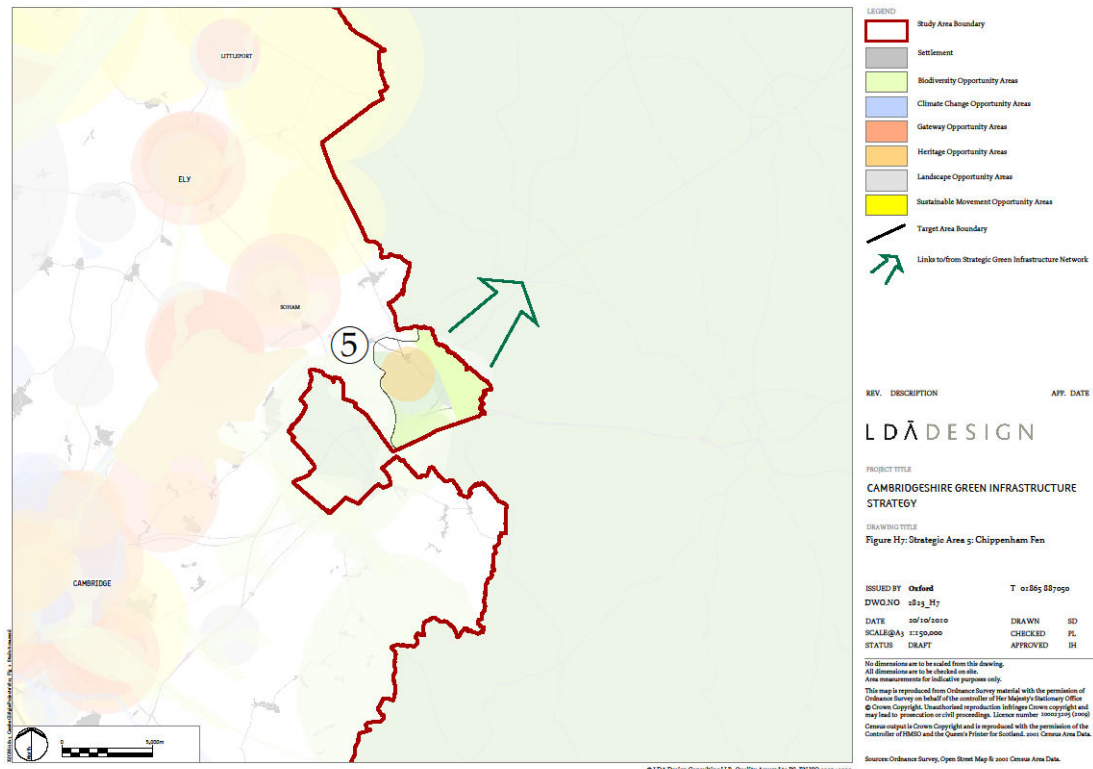 LITTLEPORT
ELY
SOHAM
5
CAMBRIDGE
0
5,000m
LEGEND
Study Area Boundary
Settlement
Biodiversity Opportunity Areas
Climate Change Opportunity Areas
Gateway Opportunity Areas
Heritage Opportunity Areas
Landscape Opportunity Areas
Sustainable Movement Opportunity Areas
Target Area Boundary
Links to/from Strategic Green Infrastructure Network
REV. DESCRIPTION APP. DATE
LDĀDESIGN
PROJECT TITLE
CAMBRIDGESHIRE GREEN INFRASTRUCTURE
STRATEGY
DRAWING TITLE
Figure H7: Strategic Area 5: Chippenham Fen
ISSUED BY Oxford T 01865 887050
DWG.NO 2823_H7
DATE 20/10/2010 DRAWN SD
SCALE@A3 1:150,000 CHECKED PL
STATUS DRAFT APPROVED IH
No dimensions are to be scaled from this drawing.
All dimensions are to be checked on site.
Area measurements for indicative purposes only.
This map is reproduced from Ordnance Survey material with the permission of
Ordnance Survey on behalf of the controller of Her Majesty's Stationary Office
© Crown Copyright. Unauthorised reproduction infringes Crown copyright and
may lead to prosecution or civil proceedings. Licence number 100023205 (2009)
Census output is Crown Copyright and is reproduced with the permission of the
Controller of HMSO and the Queen's Printer for Scotland. 2001 Census Area Data.
Sources: Ordnance Survey, Open Street Map & 2001 Census Area Data.